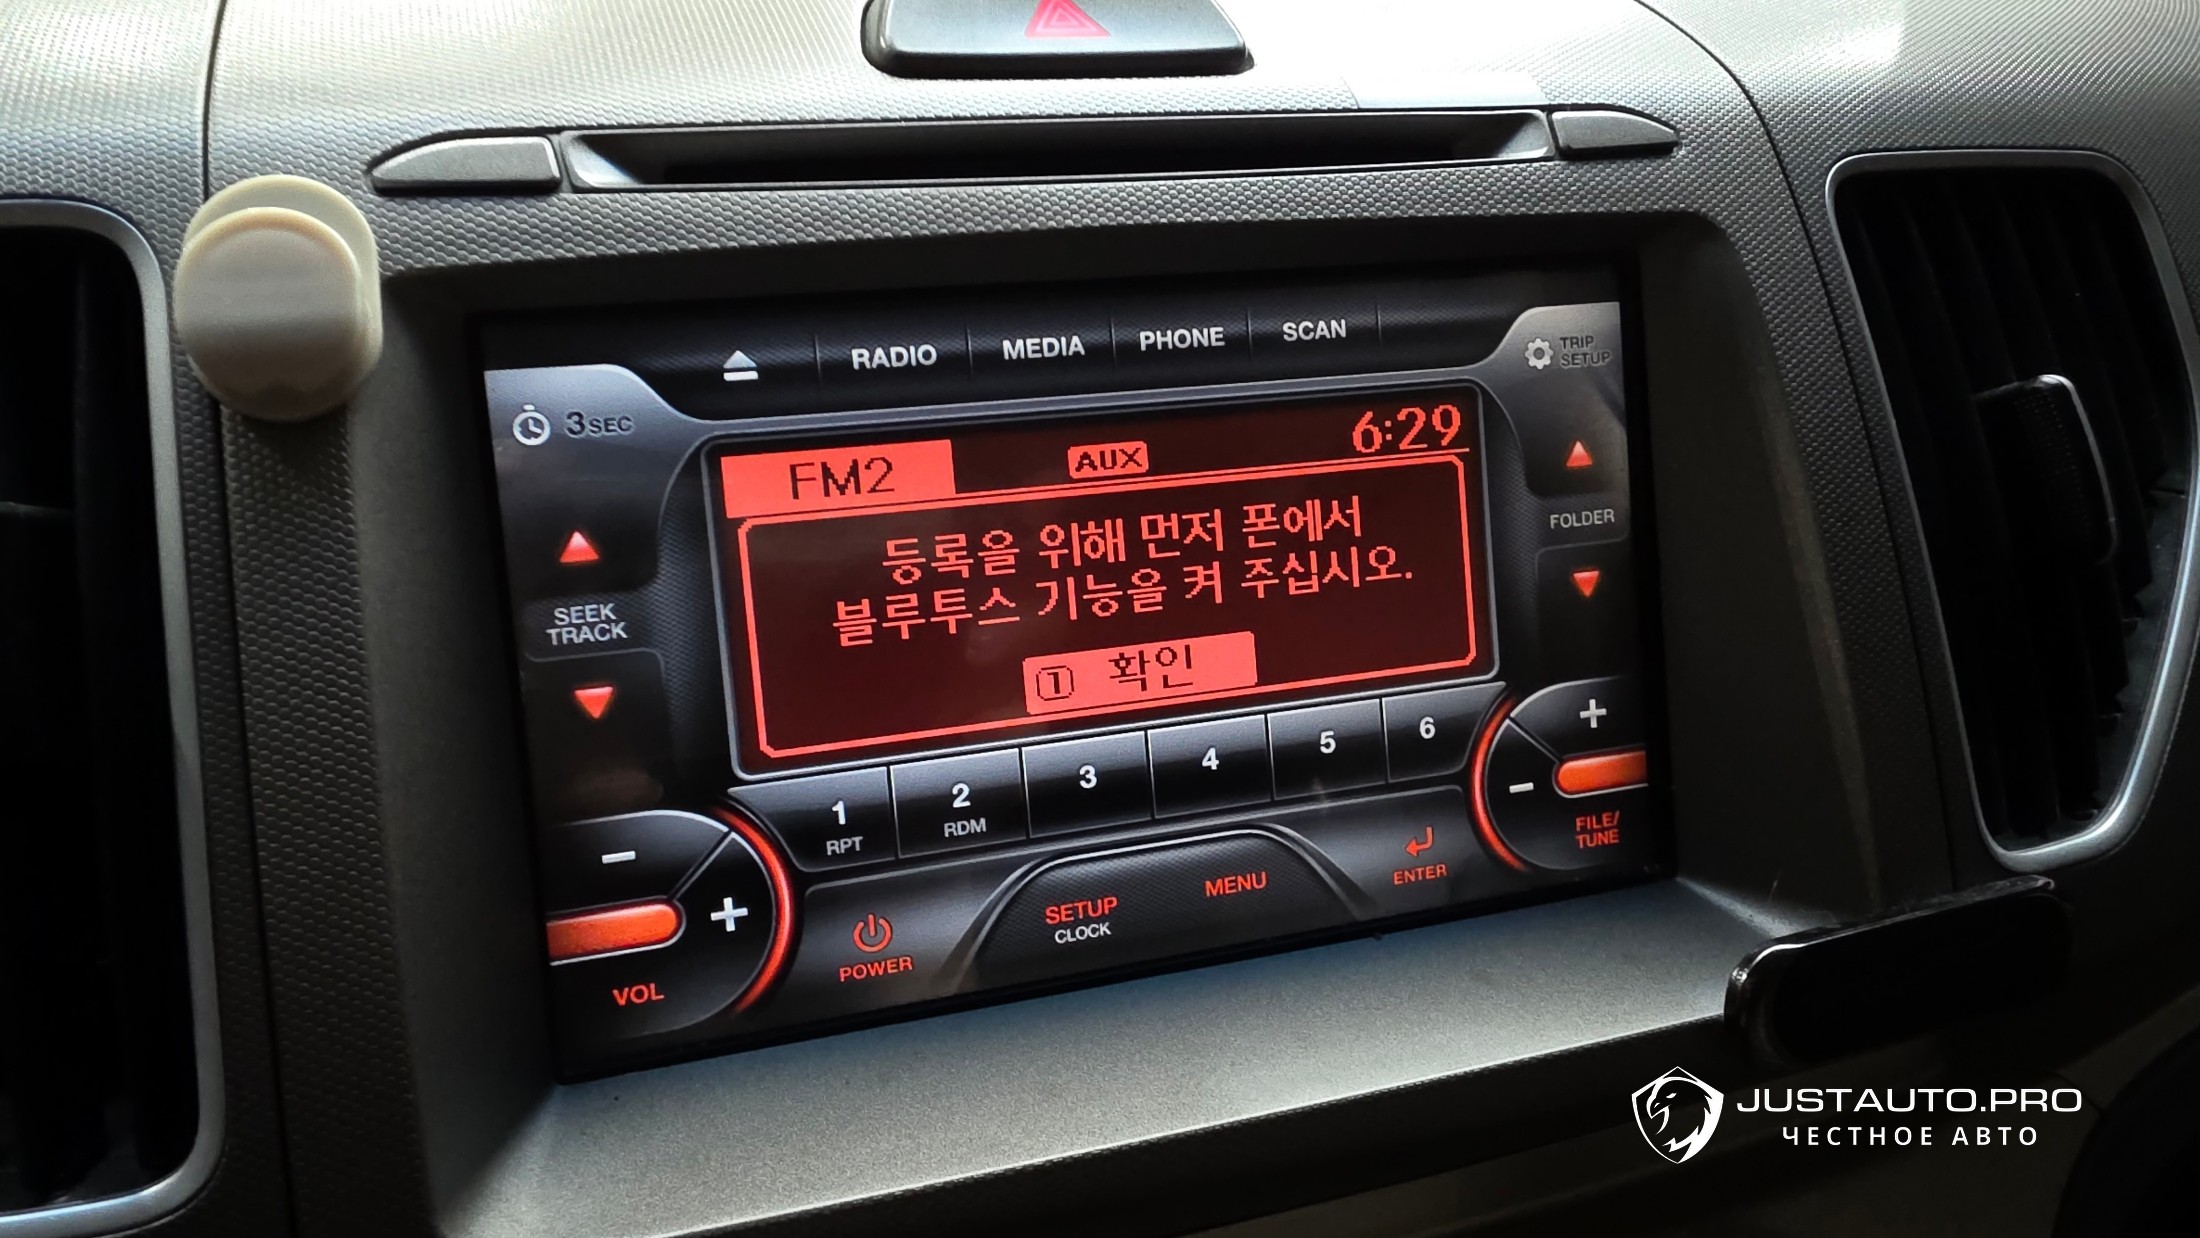 RADIO
MEDIA
PHONE
SCAN
TRIP
SETUP
3 SEC
FM2
AUX
6:29
등록을 위해 먼저 폰에서
블루투스 기능을 켜 주십시오.
1 확인
SEEK
TRACK
FOLDER
1
RPT
2
RDM
3
4
5
6
− +
VOL
POWER
SETUP
CLOCK
MENU
ENTER
+ −
FILE/
TUNE
JUSTAUTO.PRO
ЧЕСТНОЕ АВТО